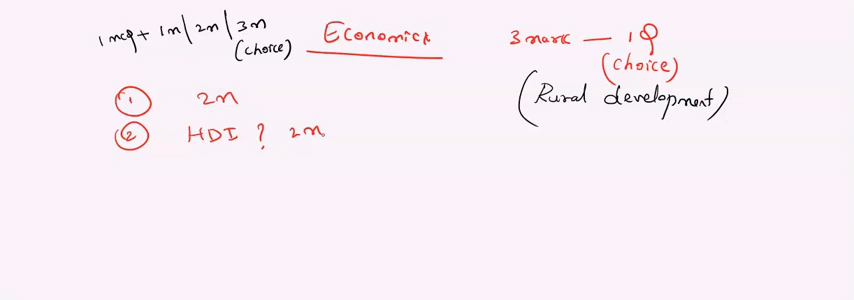 1 mcq + 1m/2m/3m
(choice)
Economics
3 mark — 1Q
(choice)
(Rural development)
1 2m
2 HDI ? 2m